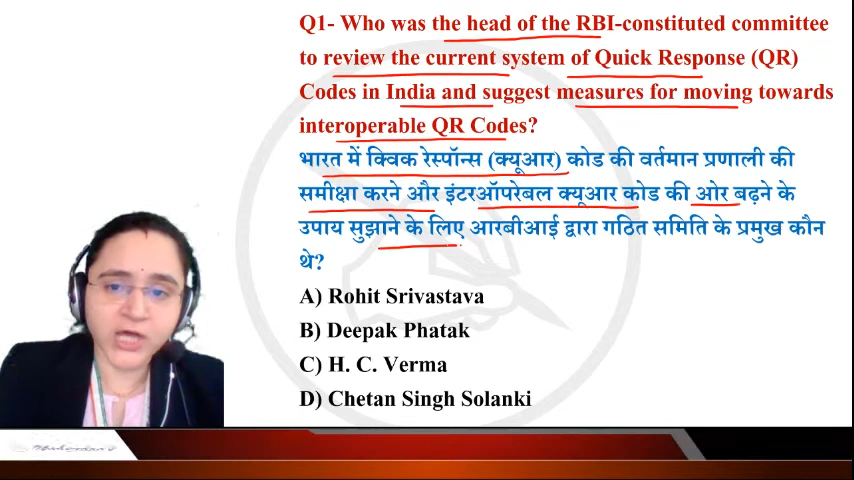 Q1- Who was the head of the RBI-constituted committee
to review the current system of Quick Response (QR)
Codes in India and suggest measures for moving towards
interoperable QR Codes?
भारत में क्विक रेस्पॉन्स (क्यूआर) कोड की वर्तमान प्रणाली की
समीक्षा करने और इंटरऑपरेबल क्यूआर कोड की ओर बढ़ने के
उपाय सुझाने के लिए आरबीआई द्वारा गठित समिति के प्रमुख कौन
थे?
A) Rohit Srivastava
B) Deepak Phatak
C) H. C. Verma
D) Chetan Singh Solanki